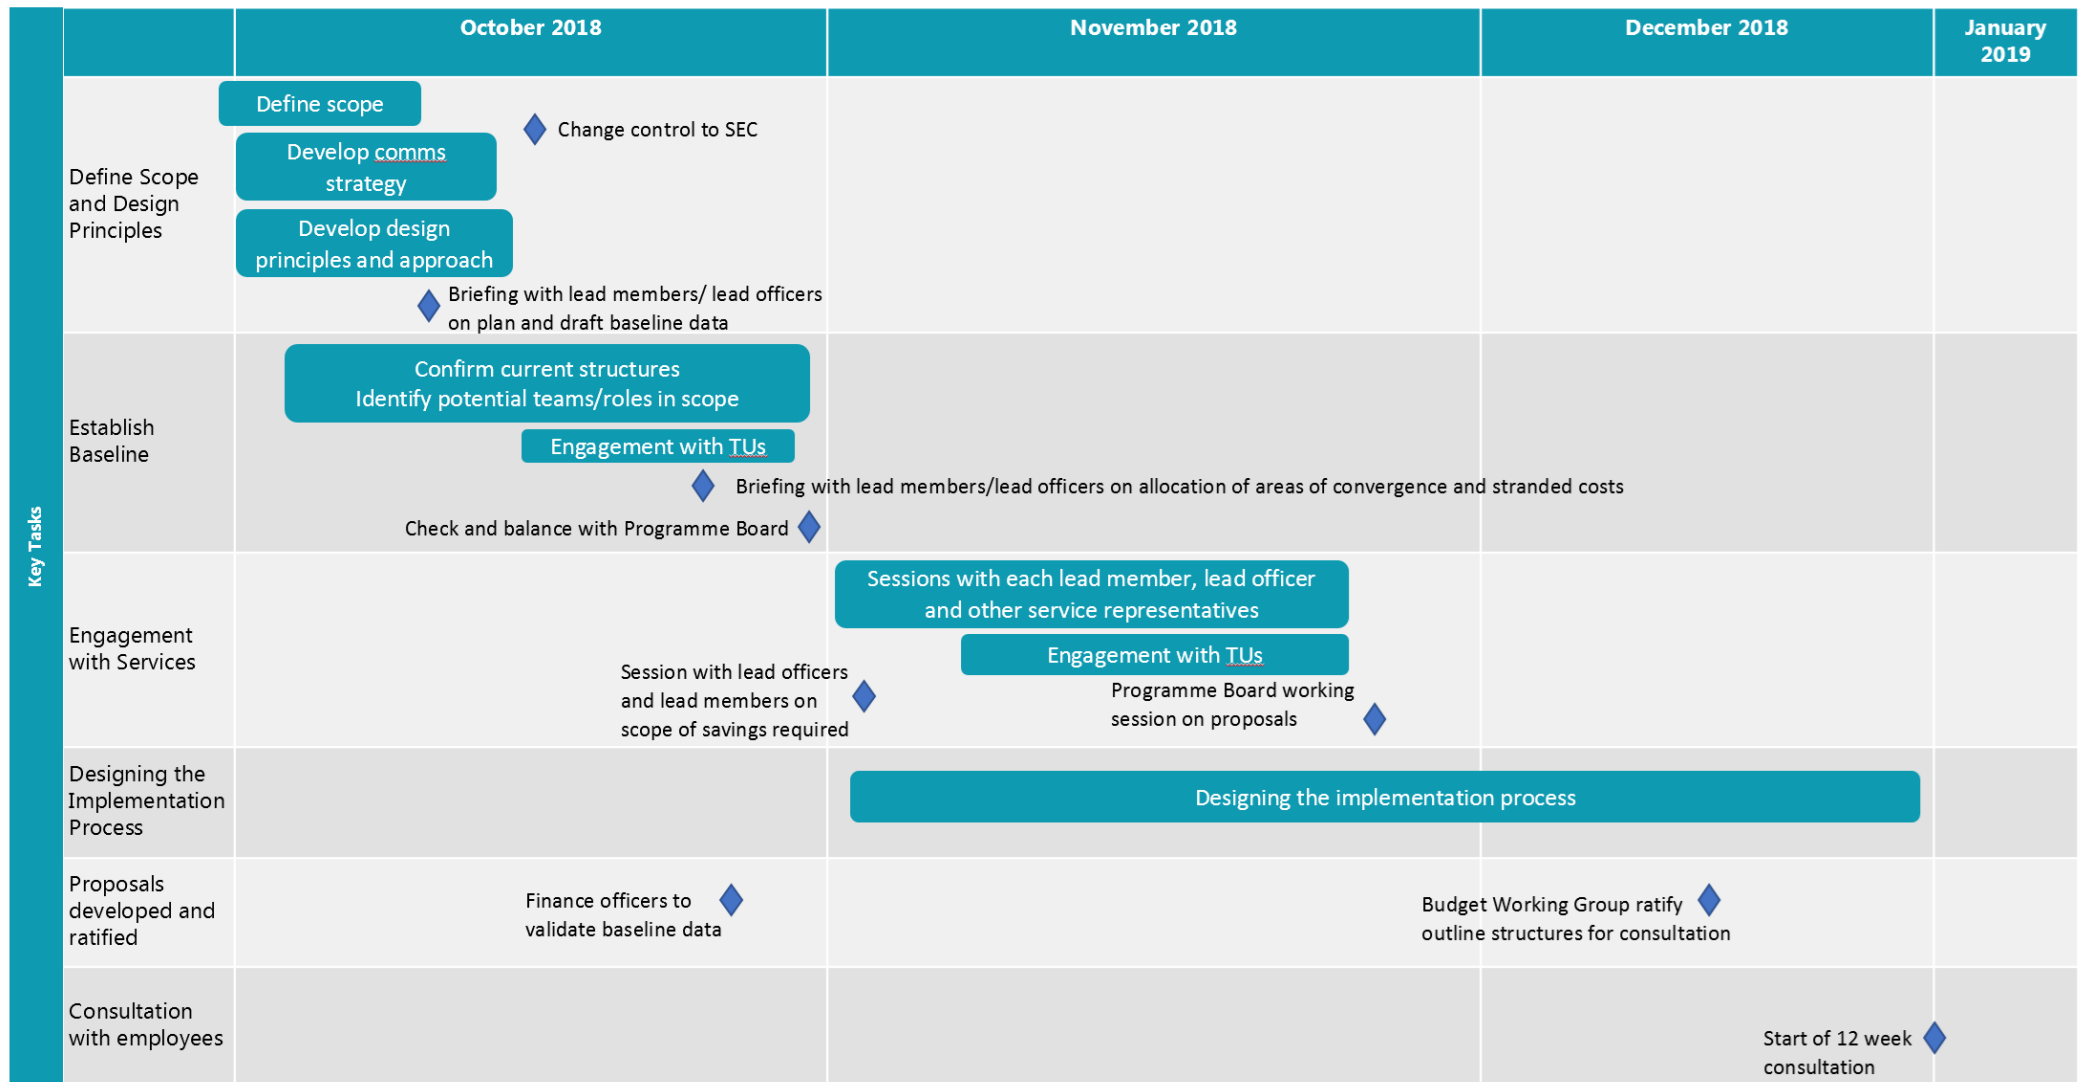 October 2018
November 2018
December 2018
January
2019
Key Tasks
Define Scope
and Design
Principles
Define scope
Change control to SEC
Develop comms
strategy
Develop design
principles and approach
Briefing with lead members/ lead officers
on plan and draft baseline data
Establish
Baseline
Confirm current structures
Identify potential teams/roles in scope
Engagement with TUs
Briefing with lead members/lead officers on allocation of areas of convergence and stranded costs
Check and balance with Programme Board
Engagement
with Services
Sessions with each lead member, lead officer
and other service representatives
Engagement with TUs
Session with lead officers
and lead members on
scope of savings required
Programme Board working
session on proposals
Designing the
Implementation
Process
Designing the implementation process
Proposals
developed and
ratified
Finance officers to
validate baseline data
Budget Working Group ratify
outline structures for consultation
Consultation
with employees
Start of 12 week
consultation